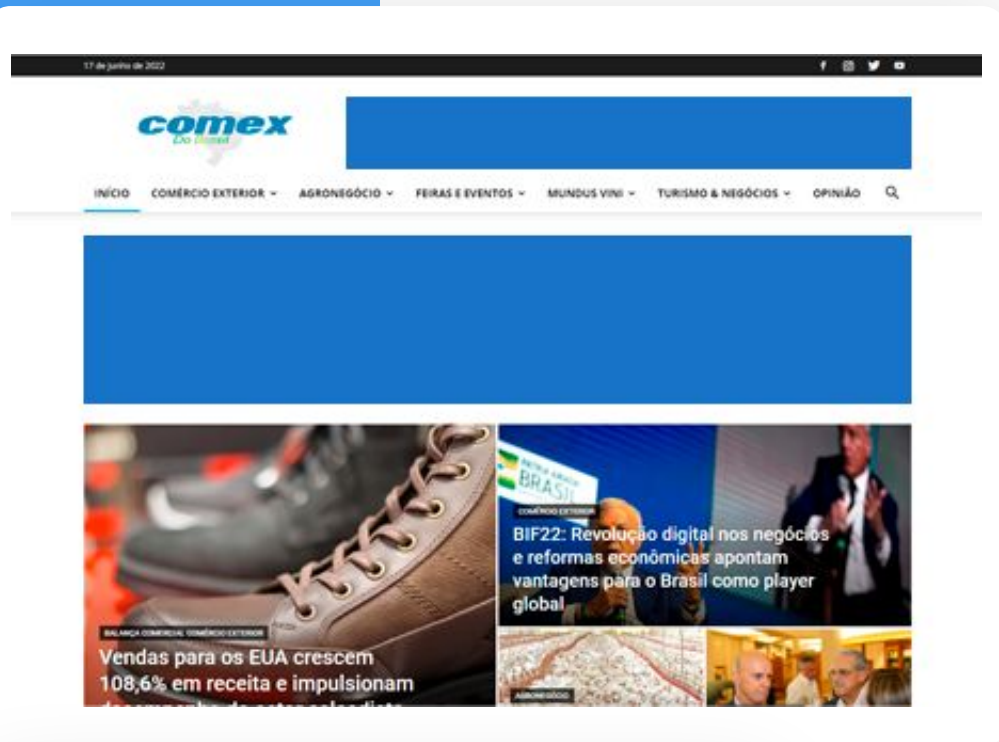 17 de junho de 2022
comex
Do Brasil
INÍCIO COMÉRCIO EXTERIOR AGRONEGÓCIO FEIRAS E EVENTOS MUNDUS VINI TURISMO & NEGÓCIOS OPINIÃO
BRASIL
COMÉRCIO EXTERIOR
BIF22: Revolução digital nos negócios
e reformas econômicas apontam
vantagens para o Brasil como player
global
BALANÇA COMERCIAL COMÉRCIO EXTERIOR
Vendas para os EUA crescem
108,6% em receita e impulsionam
AGRONEGÓCIO